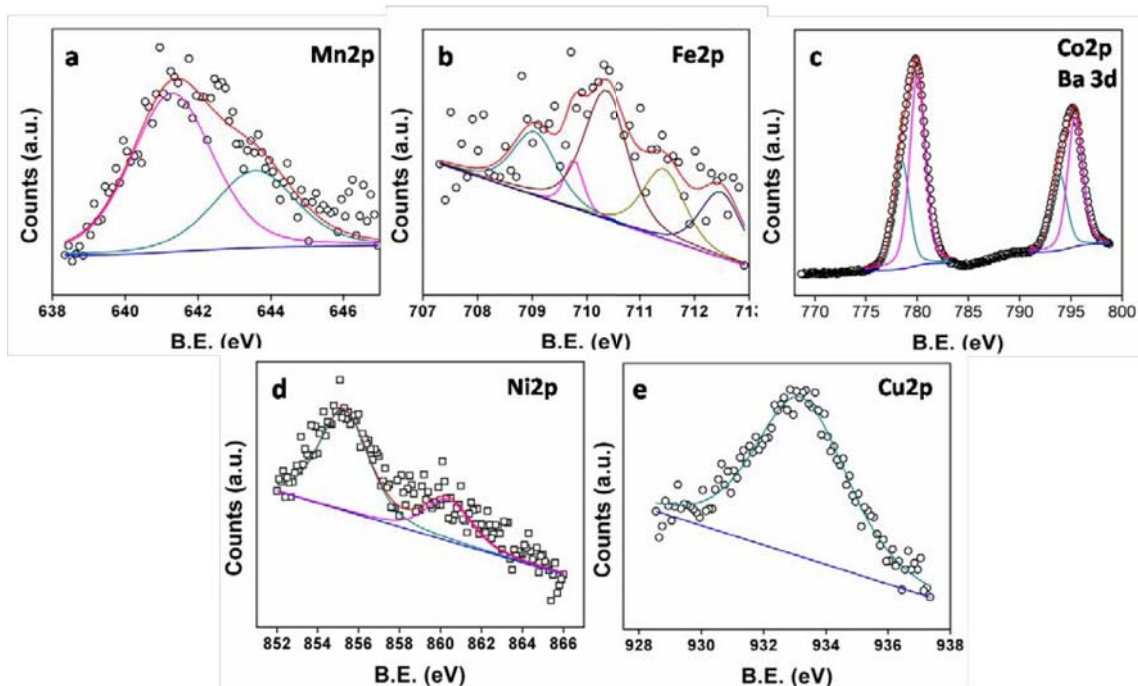 a
Mn2p
Counts (a.u.)
638 640 642 644 646
B.E. (eV)
b
Fe2p
Counts (a.u.)
707 708 709 710 711 712
B.E. (eV)
c
Co2p
Ba 3d
Counts (a.u.)
770 775 780 785 790 795 800
B.E. (eV)
d
Ni2p
Counts (a.u.)
852 854 856 858 860 862 864 866
B.E. (eV)
e
Cu2p
Counts (a.u.)
928 930 932 934 936 938
B.E. (eV)